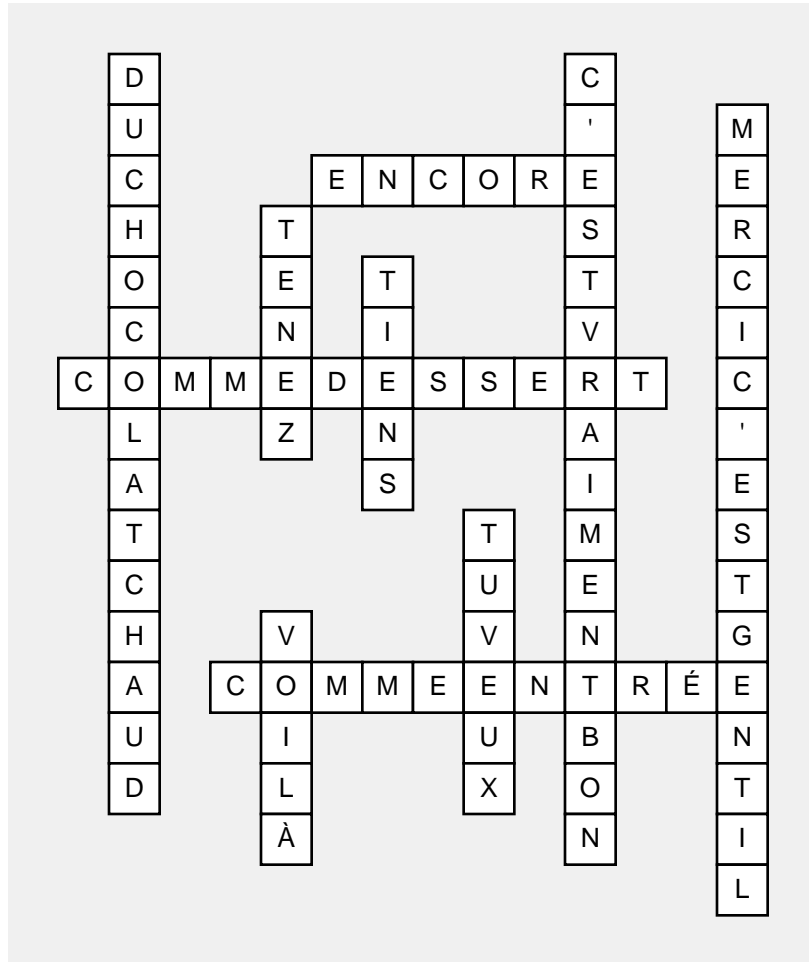 DUCHOCOLATCHAUD
C'ESTVRAIMENTBON
MERCIC'ESTGENTIL
ENCORE
TENEZ
TIENS
COMMEDESSERT
TUVEUX
VOILÀ
COMMEENTRÉE